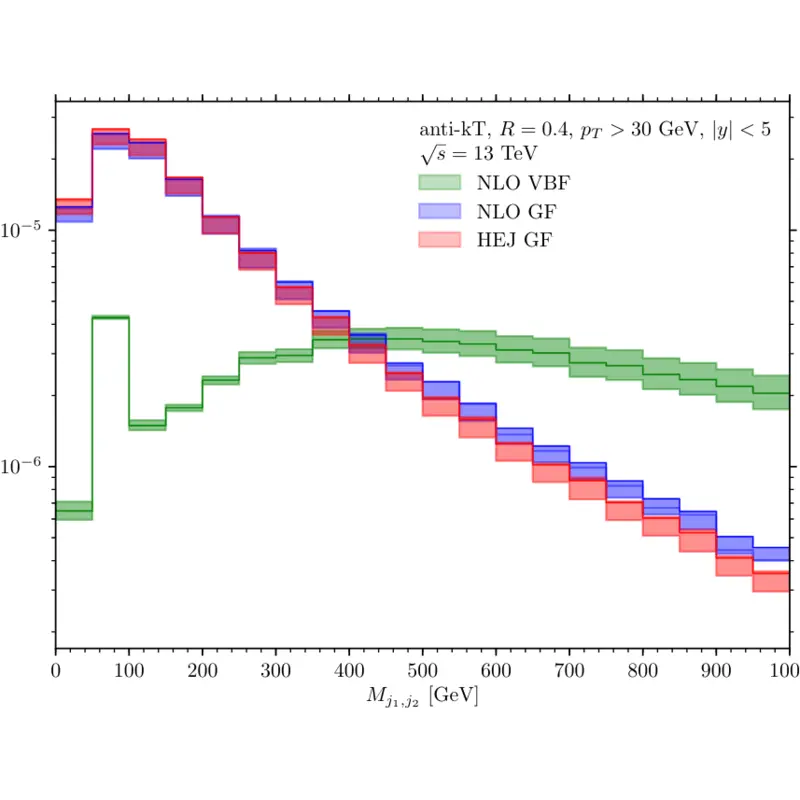 anti-kT, R = 0.4, p_T > 30 GeV, |y| < 5
√s = 13 TeV
NLO VBF
NLO GF
HEJ GF
10⁻⁵
10⁻⁶
0 100 200 300 400 500 600 700 800 900 100
M_{j₁,j₂} [GeV]